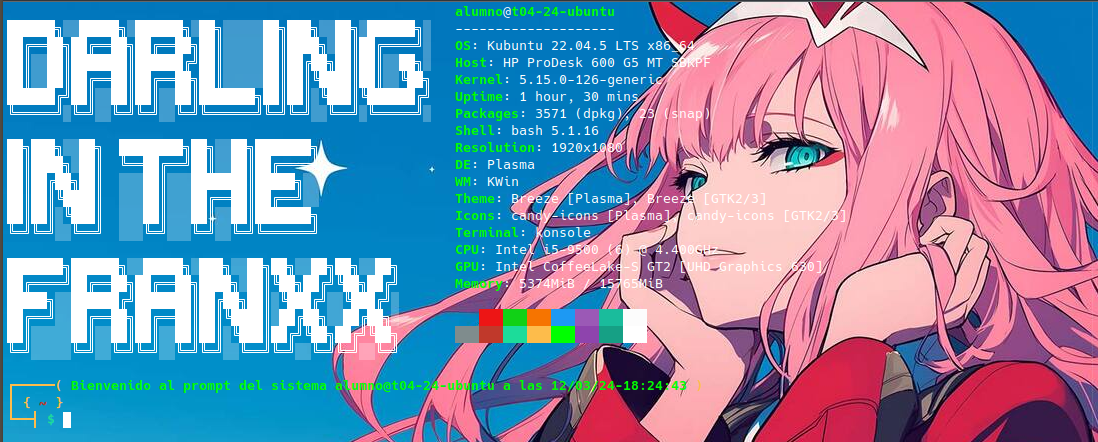 DARLING
IN THE
FRANXX
alumno@t04-24-ubuntu
--------------------
OS: Kubuntu 22.04.5 LTS x86_64
Host: HP ProDesk 600 G5 MT SBKPF
Kernel: 5.15.0-126-generic
Uptime: 1 hour, 30 mins
Packages: 3571 (dpkg), 23 (snap)
Shell: bash 5.1.16
Resolution: 1920x1080
DE: Plasma
WM: KWin
Theme: Breeze [Plasma], Breeze [GTK2/3]
Icons: candy-icons [Plasma], candy-icons [GTK2/3]
Terminal: konsole
CPU: Intel i5-9500 (6) @ 4.400GHz
GPU: Intel CoffeeLake-S GT2 [UHD Graphics 630]
Memory: 5374MiB / 15765MiB
( Bienvenido al prompt del sistema alumno@t04-24-ubuntu a las 12/03/24-18:24:43 )
{ ~ }
$